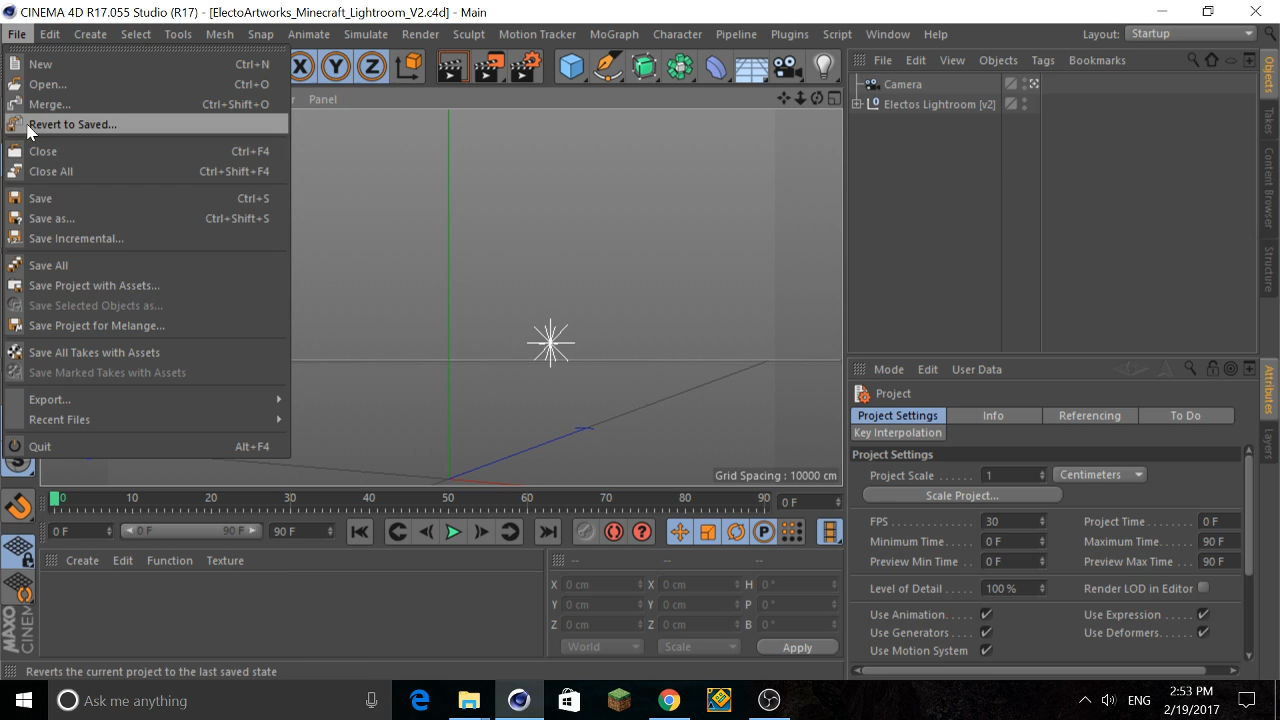 CINEMA 4D R17.055 Studio (R17) - [ElectoArtworks_Minecraft_Lightroom_V2.c4d] - Main
File Edit Create Select Tools Mesh Snap Animate Simulate Render Sculpt Motion Tracker MoGraph Character Pipeline Plugins Script Window Help Layout: Startup
New Ctrl+N
Open... Ctrl+O
Merge... Ctrl+Shift+O
Revert to Saved...
Close Ctrl+F4
Close All Ctrl+Shift+F4
Save Ctrl+S
Save as... Ctrl+Shift+S
Save Incremental...
Save All
Save Project with Assets...
Save Selected Objects as...
Save Project for Melange...
Save All Takes with Assets
Save Marked Takes with Assets
Export...
Recent Files
Quit Alt+F4
X Y Z
Panel
Grid Spacing : 10000 cm
File Edit View Objects Tags Bookmarks
Camera
Electos Lightroom [v2]
Objects
Takes
Content Browser
Structure
Mode Edit User Data
Project
Project Settings Info Referencing To Do
Key Interpolation
Project Settings
Project Scale 1 Centimeters
Scale Project...
FPS 30 Project Time 0 F
Minimum Time 0 F Maximum Time 90 F
Preview Min Time 0 F Preview Max Time 90 F
Level of Detail 100 % Render LOD in Editor
Use Animation Use Expression
Use Generators Use Deformers
Use Motion System
Attributes
Layers
0 10 20 30 40 50 60 70 80 90 0 F
0 F 0 F 90 F 90 F
Create Edit Function Texture
-- -- --
X 0 cm X 0 cm H 0 °
Y 0 cm Y 0 cm P 0 °
Z 0 cm Z 0 cm B 0 °
World Scale Apply
MAXO
CINEM
Reverts the current project to the last saved state
Ask me anything
ENG
2:53 PM
2/19/2017